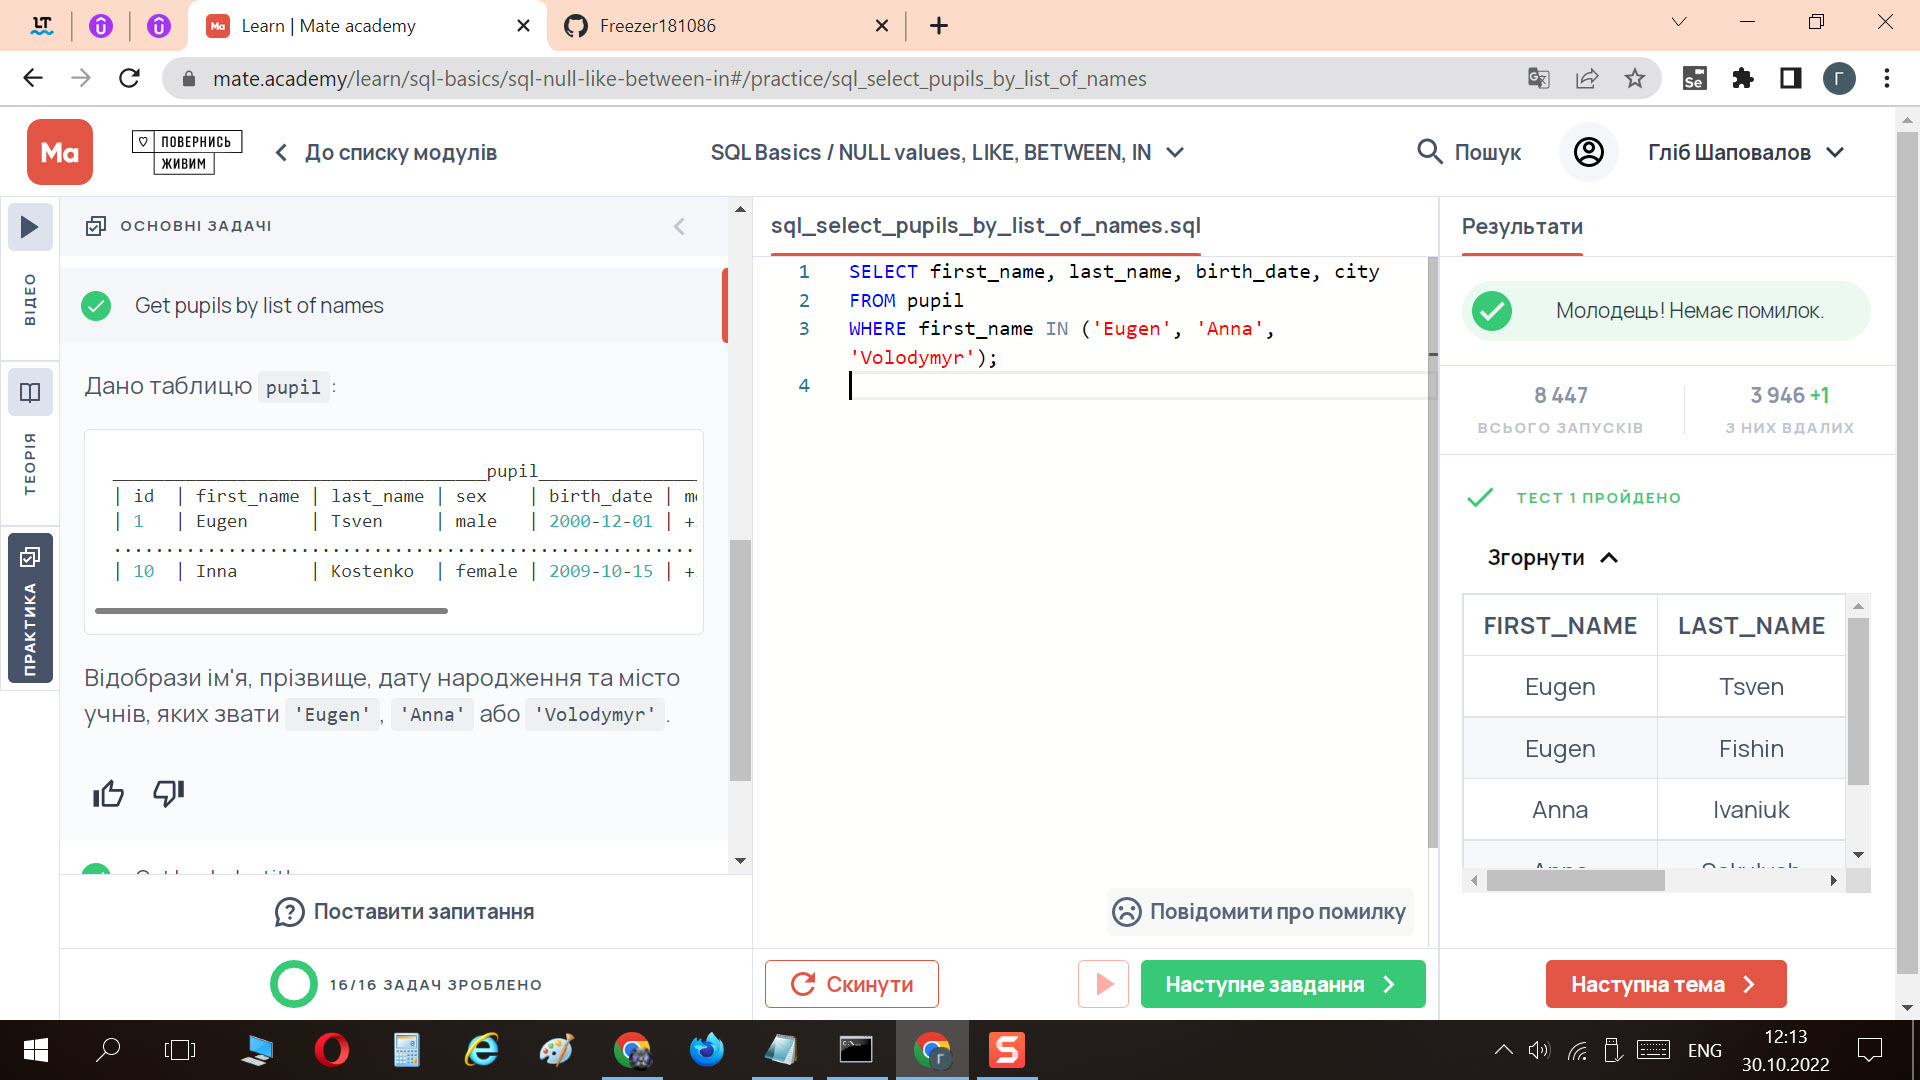 Learn | Mate academy
Freezer181086
mate.academy/learn/sql-basics/sql-null-like-between-in#/practice/sql_select_pupils_by_list_of_names
Se
Г
Ma
ПОВЕРНИСЬ
ЖИВИМ
До списку модулів
SQL Basics / NULL values, LIKE, BETWEEN, IN
Пошук
Гліб Шаповалов
ВІДЕО
ТЕОРІЯ
ПРАКТИКА
ОСНОВНІ ЗАДАЧІ
Get pupils by list of names
Дано таблицю pupil :
____________________________________pupil_______________
| id | first_name | last_name | sex | birth_date |
| 1 | Eugen | Tsven | male | 2000-12-01 | +
........................................................
| 10 | Inna | Kostenko | female | 2009-10-15 | +
Відобрази ім'я, прізвище, дату народження та місто
учнів, яких звати 'Eugen' , 'Anna' або 'Volodymyr' .
Поставити запитання
16/16 ЗАДАЧ ЗРОБЛЕНО
sql_select_pupils_by_list_of_names.sql
1 SELECT first_name, last_name, birth_date, city
2 FROM pupil
3 WHERE first_name IN ('Eugen', 'Anna',
'Volodymyr');
4
Повідомити про помилку
Скинути
Наступне завдання
Результати
Молодець! Немає помилок.
8 447
ВСЬОГО ЗАПУСКІВ
3 946 +1
З НИХ ВДАЛИХ
ТЕСТ 1 ПРОЙДЕНО
Згорнути
FIRST_NAME LAST_NAME
Eugen Tsven
Eugen Fishin
Anna Ivaniuk
Наступна тема
ENG
12:13
30.10.2022